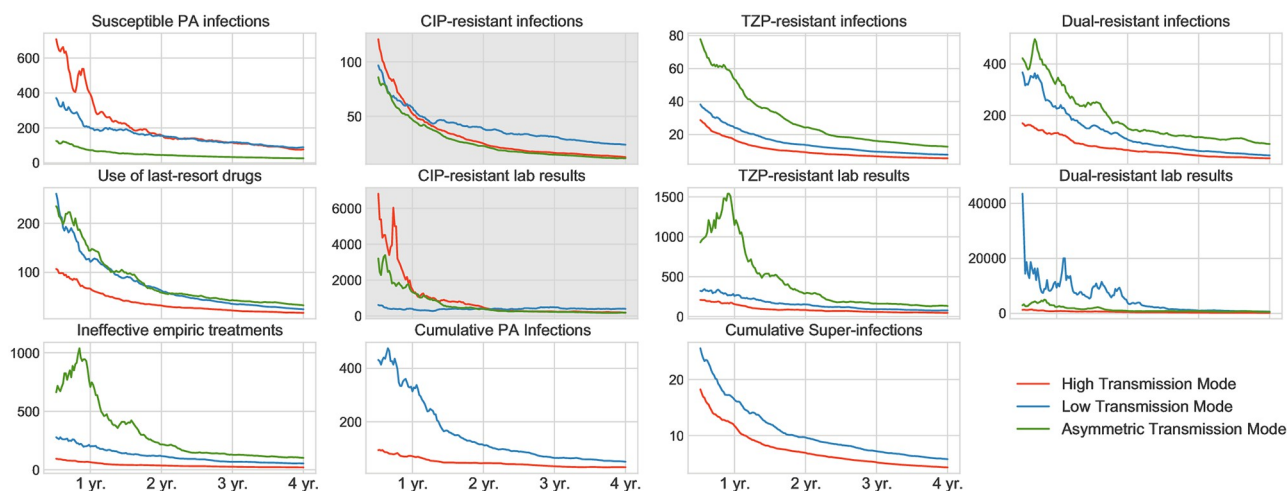 Susceptible PA infections
CIP-resistant infections
TZP-resistant infections
Dual-resistant infections
600
400
200
0
100
50
80
60
40
20
400
200
Use of last-resort drugs
CIP-resistant lab results
TZP-resistant lab results
Dual-resistant lab results
200
100
6000
4000
2000
0
1500
1000
500
0
40000
20000
0
Ineffective empiric treatments
Cumulative PA Infections
Cumulative Super-infections
1000
500
0
400
200
20
10
High Transmission Mode
Low Transmission Mode
Asymmetric Transmission Mode
1 yr. 2 yr. 3 yr. 4 yr.
1 yr. 2 yr. 3 yr. 4 yr.
1 yr. 2 yr. 3 yr. 4 yr.